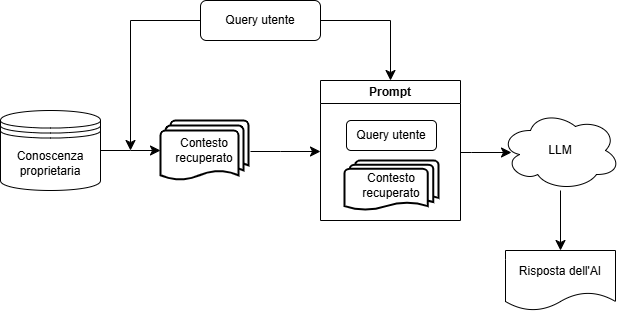 Query utente
Conoscenza
proprietaria
Contesto
recuperato
Prompt
Query utente
Contesto
recuperato
LLM
Risposta dell'AI